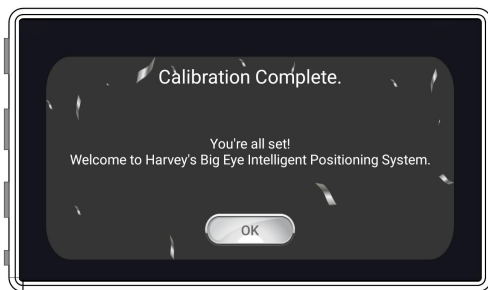 Calibration Complete.
You're all set!
Welcome to Harvey's Big Eye Intelligent Positioning System.
OK